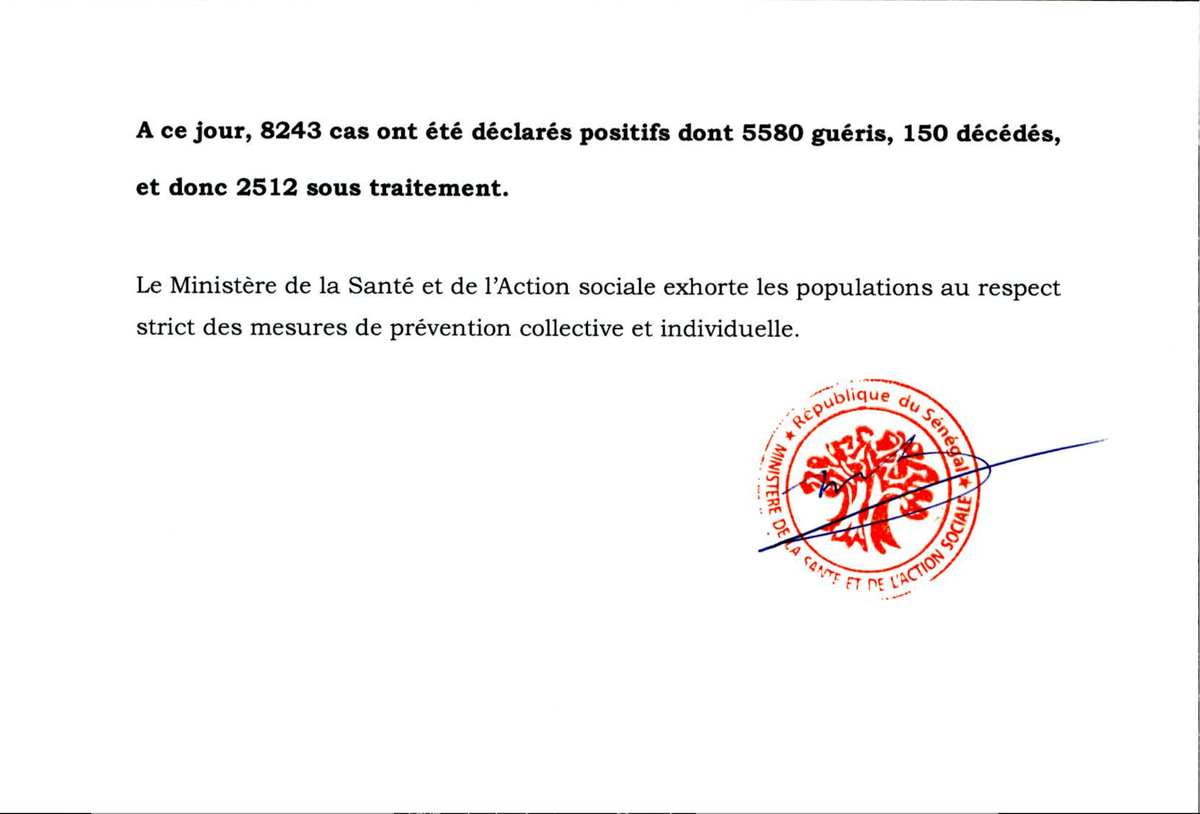 A ce jour, 8243 cas ont été déclarés positifs dont 5580 guéris, 150 décédés,
et donc 2512 sous traitement.
Le Ministère de la Santé et de l’Action sociale exhorte les populations au respect
strict des mesures de prévention collective et individuelle.
★ République du Sénégal ★
MINISTERE DE LA SANTE ET DE L'ACTION SOCIALE